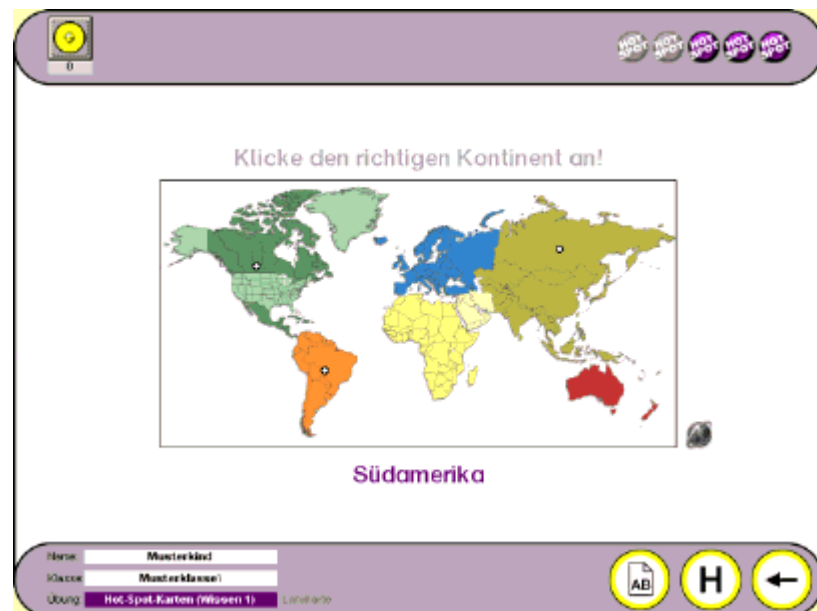 0
HOT SPOT HOT SPOT HOT SPOT HOT SPOT HOT SPOT
Klicke den richtigen Kontinent an!
Südamerika
Name: Musterkind
Klasse Musterklasse1
Übung: Hot-Spot-Karten (Wissen 1) Lernkarte
AB H